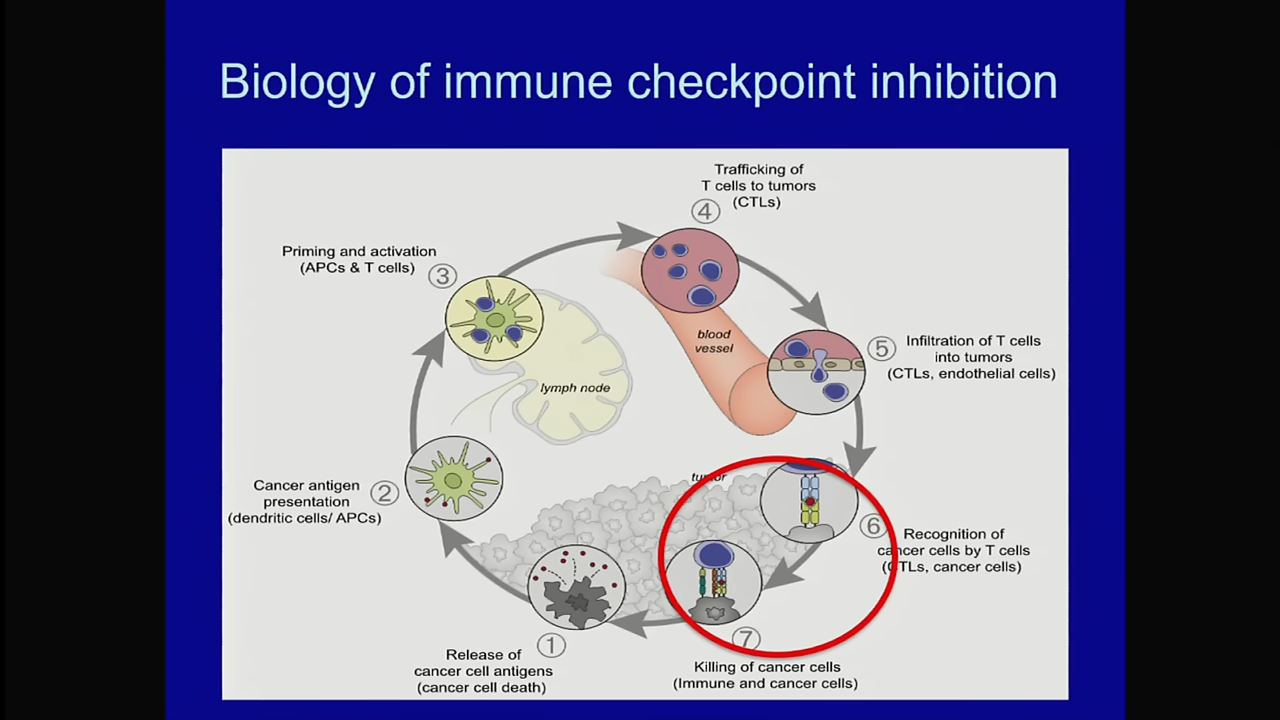 Biology of immune checkpoint inhibition
Trafficking of
T cells to tumors
(CTLs)
4
Priming and activation
(APCs & T cells)
3
blood
vessel
5
Infiltration of T cells
into tumors
(CTLs, endothelial cells)
lymph node
Cancer antigen
presentation
(dendritic cells/ APCs)
2
tumor
6
Recognition of
cancer cells by T cells
(CTLs, cancer cells)
1
Release of
cancer cell antigens
(cancer cell death)
7
Killing of cancer cells
(Immune and cancer cells)